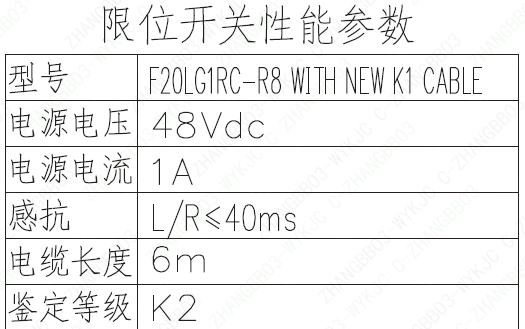 限位开关性能参数
型号 F20LG1RC-R8 WITH NEW K1 CABLE
电源电压 48Vdc
电源电流 1A
感抗 L/R≤40ms
电缆长度 6m
鉴定等级 K2